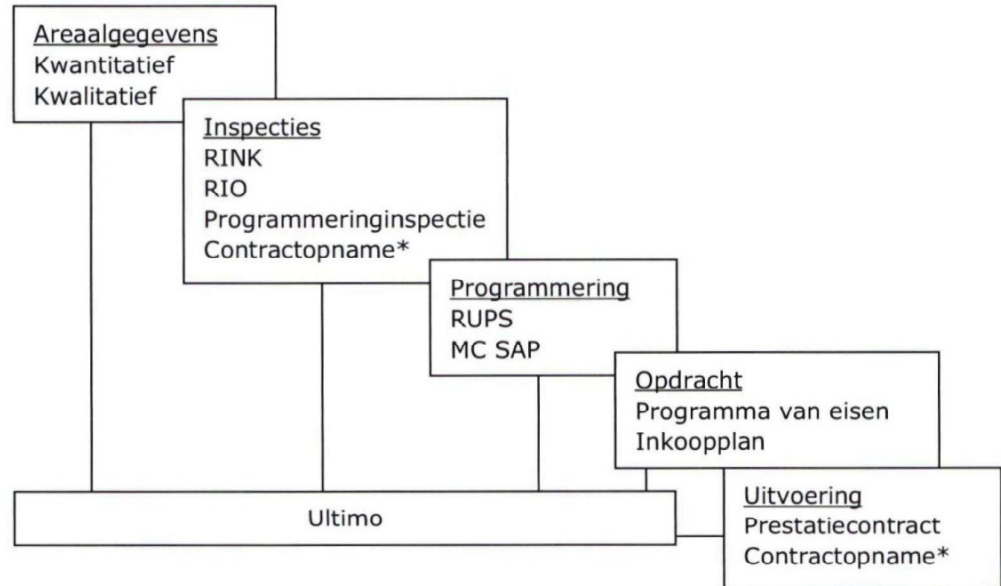 Areaalgegevens
Kwantitatief
Kwalitatief
Inspecties
RINK
RIO
Programmeringinspectie
Contractopname*
Programmering
RUPS
MC SAP
Opdracht
Programma van eisen
Inkoopplan
Uitvoering
Prestatiecontract
Contractopname*
Ultimo